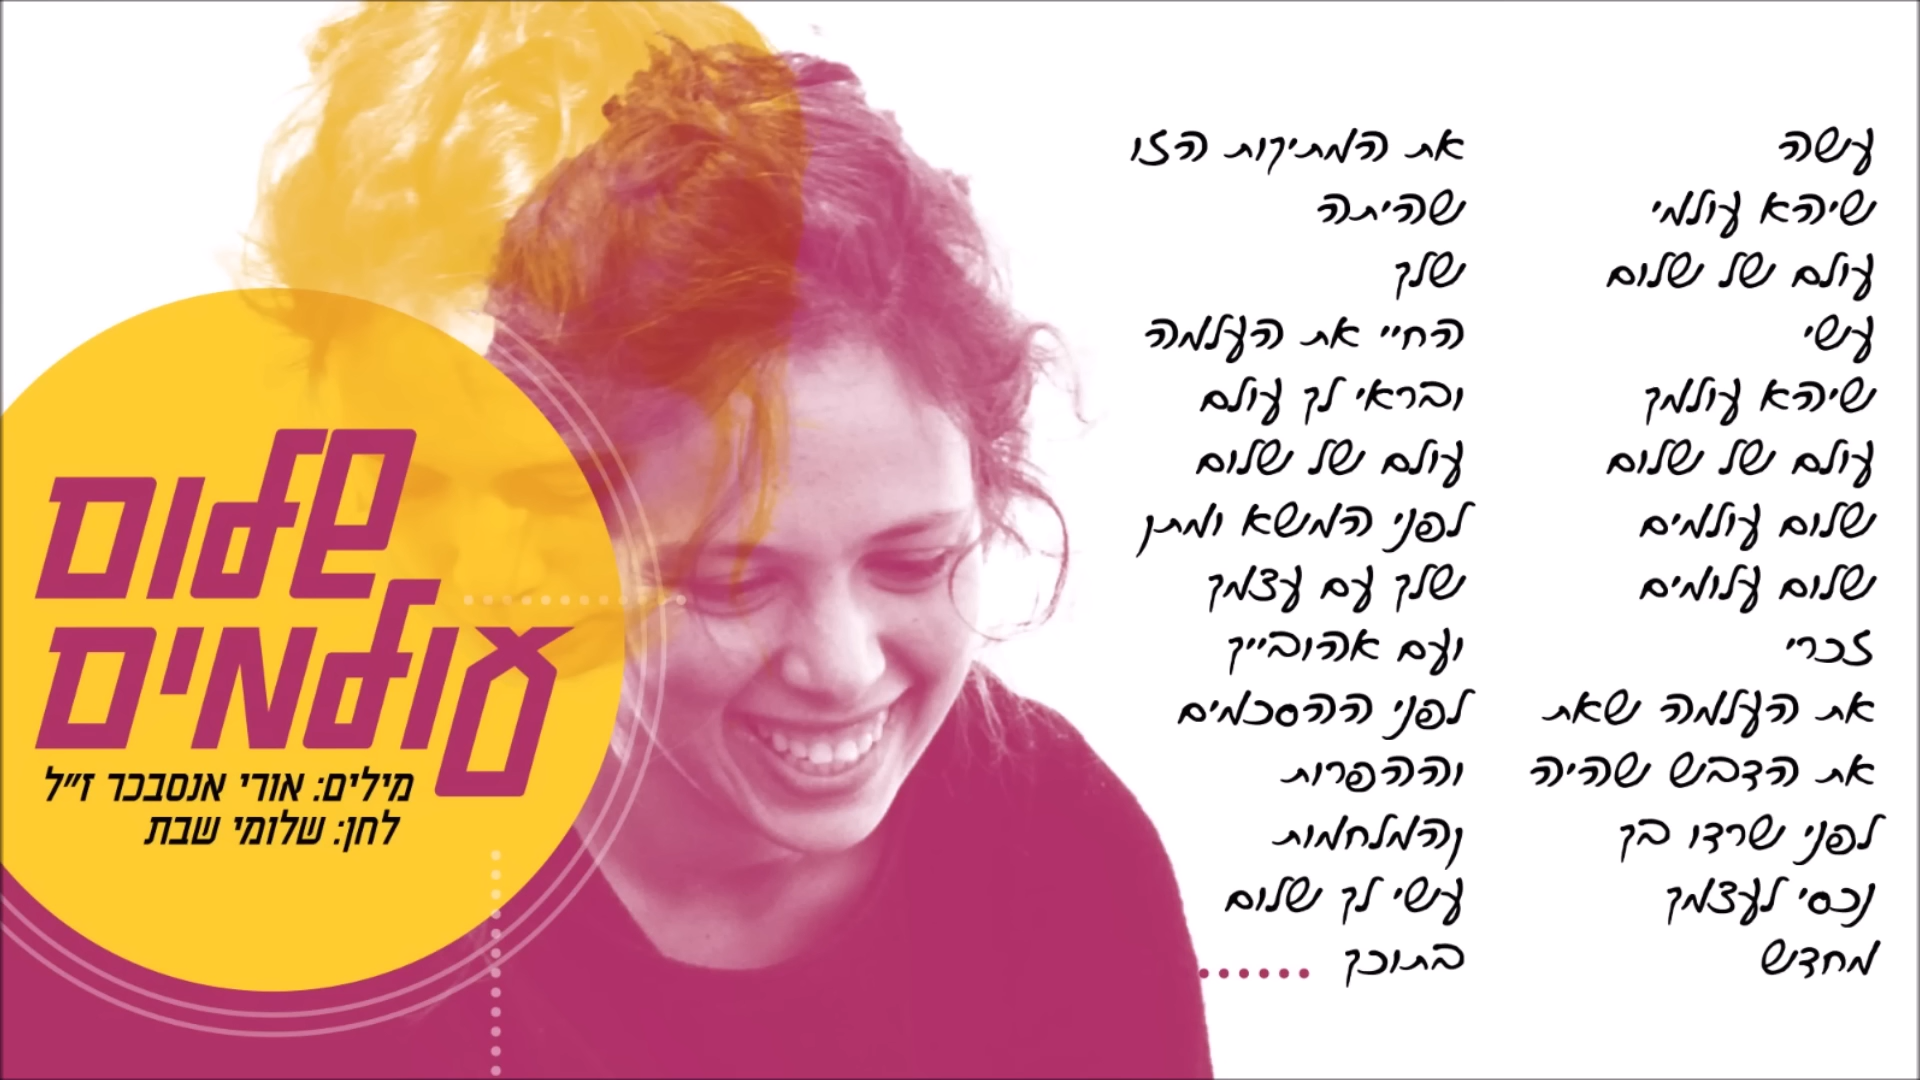 שלום
עולמים
מילים: אורי אנסבכר ז״ל
לחן: שלומי שבת
עשה
שיהא עולמי
עולם של שלום
עשי
שיהא עולמך
עולם של שלום
שלום עולמים
שלום עלומים
זכרי
את העלמה שאת
את הדבש שהיה
לפני שרדו בך
נכסי לעצמך
מחדש
את המתיקות הזו
שהיתה
שלך
החיי את העלמה
ובראי לך עולם
עולם של שלום
לפני המשא ומתן
שלך עם עצמך
ועם אהובייך
לפני ההסכמים
וההפרות
והמלחמות
עשי לך שלום
בתוכך